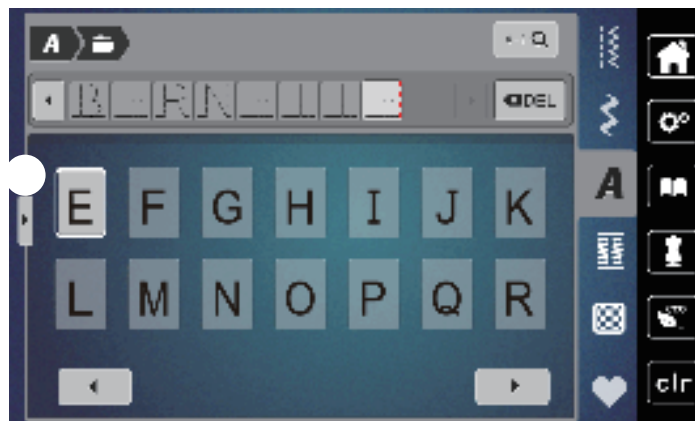 A
B R N DEL
A
E F G H I J K
L M N O P Q R
clr